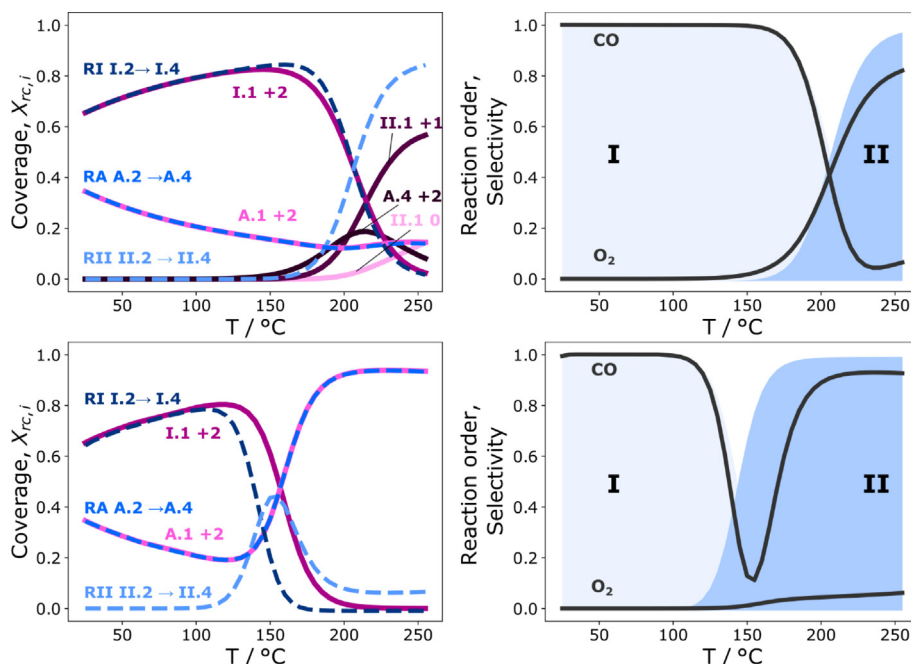 Coverage, X_rc,i
1.0
0.8
0.6
0.4
0.2
0.0
RI I.2→ I.4
I.1 +2
II.1 +1
RA A.2 →A.4
A.4 +2
A.1 +2
II.1 0
RII II.2 → II.4
50
100
150
200
250
T / °C
Reaction order,
Selectivity
1.0
0.8
0.6
0.4
0.2
0.0
CO
I
II
O₂
50
100
150
200
250
T / °C
Coverage, X_rc,i
1.0
0.8
0.6
0.4
0.2
0.0
RI I.2→ I.4
I.1 +2
RA A.2 →A.4
A.1 +2
RII II.2 → II.4
50
100
150
200
250
T / °C
Reaction order,
Selectivity
1.0
0.8
0.6
0.4
0.2
0.0
CO
I
II
O₂
50
100
150
200
250
T / °C